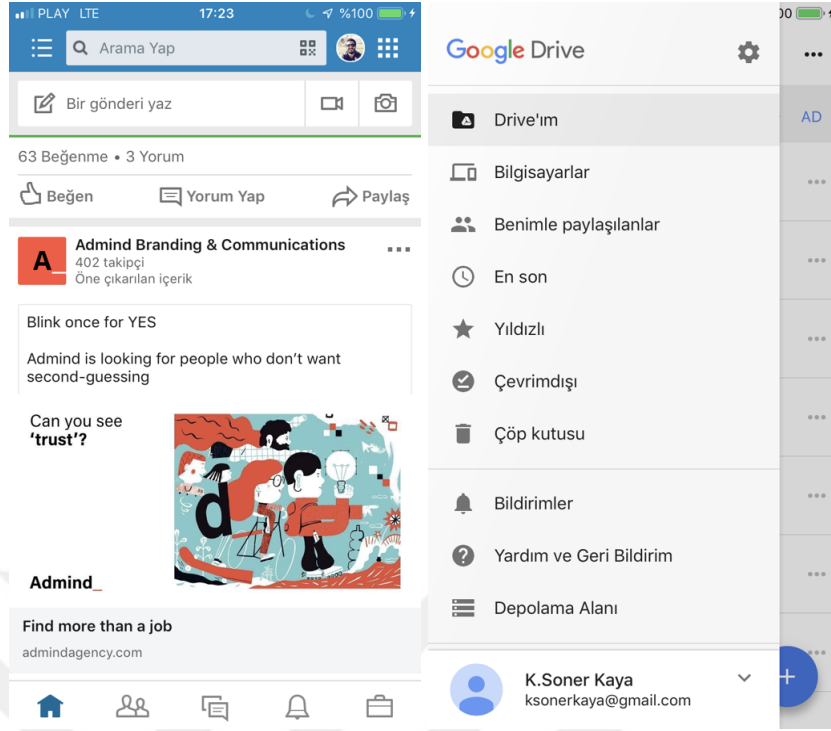 PLAY LTE 17:23 %100
Arama Yap
Bir gönderi yaz
63 Beğenme • 3 Yorum
Beğen Yorum Yap Paylaş
A_
Admind Branding & Communications
402 takipçi
Öne çıkarılan içerik
Blink once for YES
Admind is looking for people who don’t want
second-guessing
Can you see
‘trust’?
d
Admind_
Find more than a job
admindagency.com
Google Drive
Drive'ım
Bilgisayarlar
Benimle paylaşılanlar
En son
Yıldızlı
Çevrimdışı
Çöp kutusu
Bildirimler
Yardım ve Geri Bildirim
Depolama Alanı
K.Soner Kaya
ksonerkaya@gmail.com
00
AD